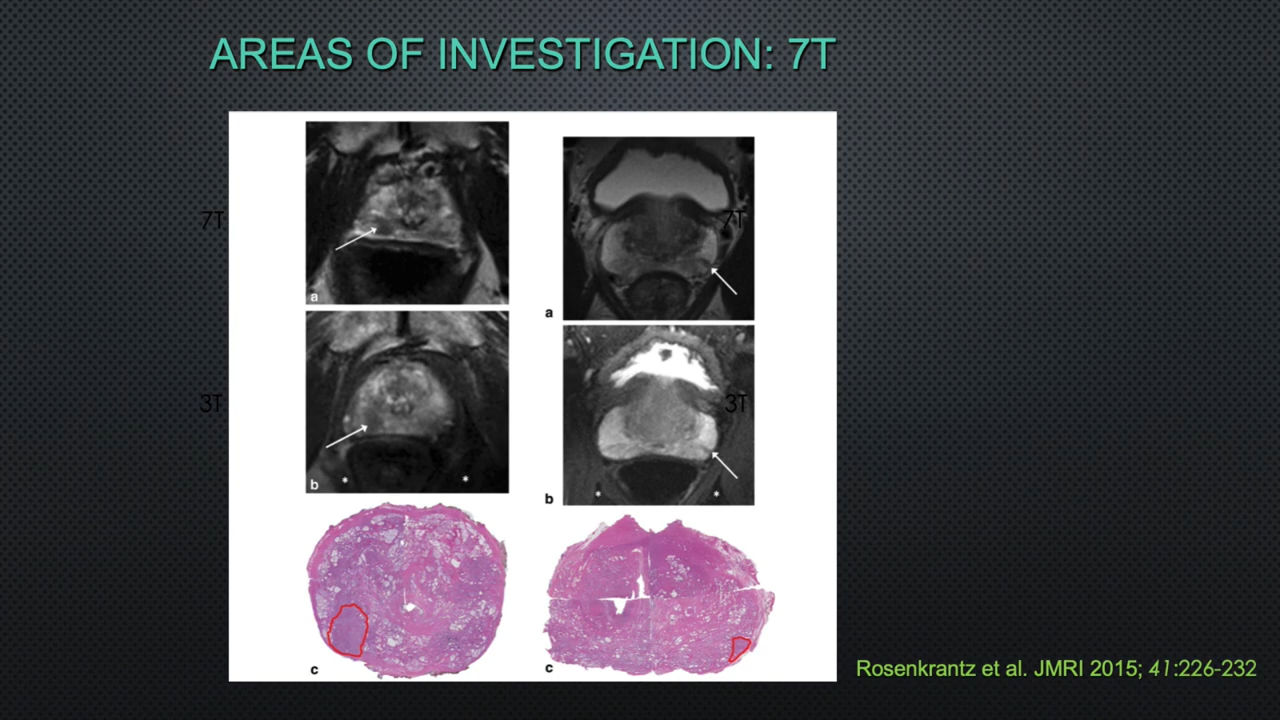 AREAS OF INVESTIGATION: 7T
7T
7T
a
a
3T
3T
b
* *
b
* *
c
c
Rosenkrantz et al. JMRI 2015; 41:226-232